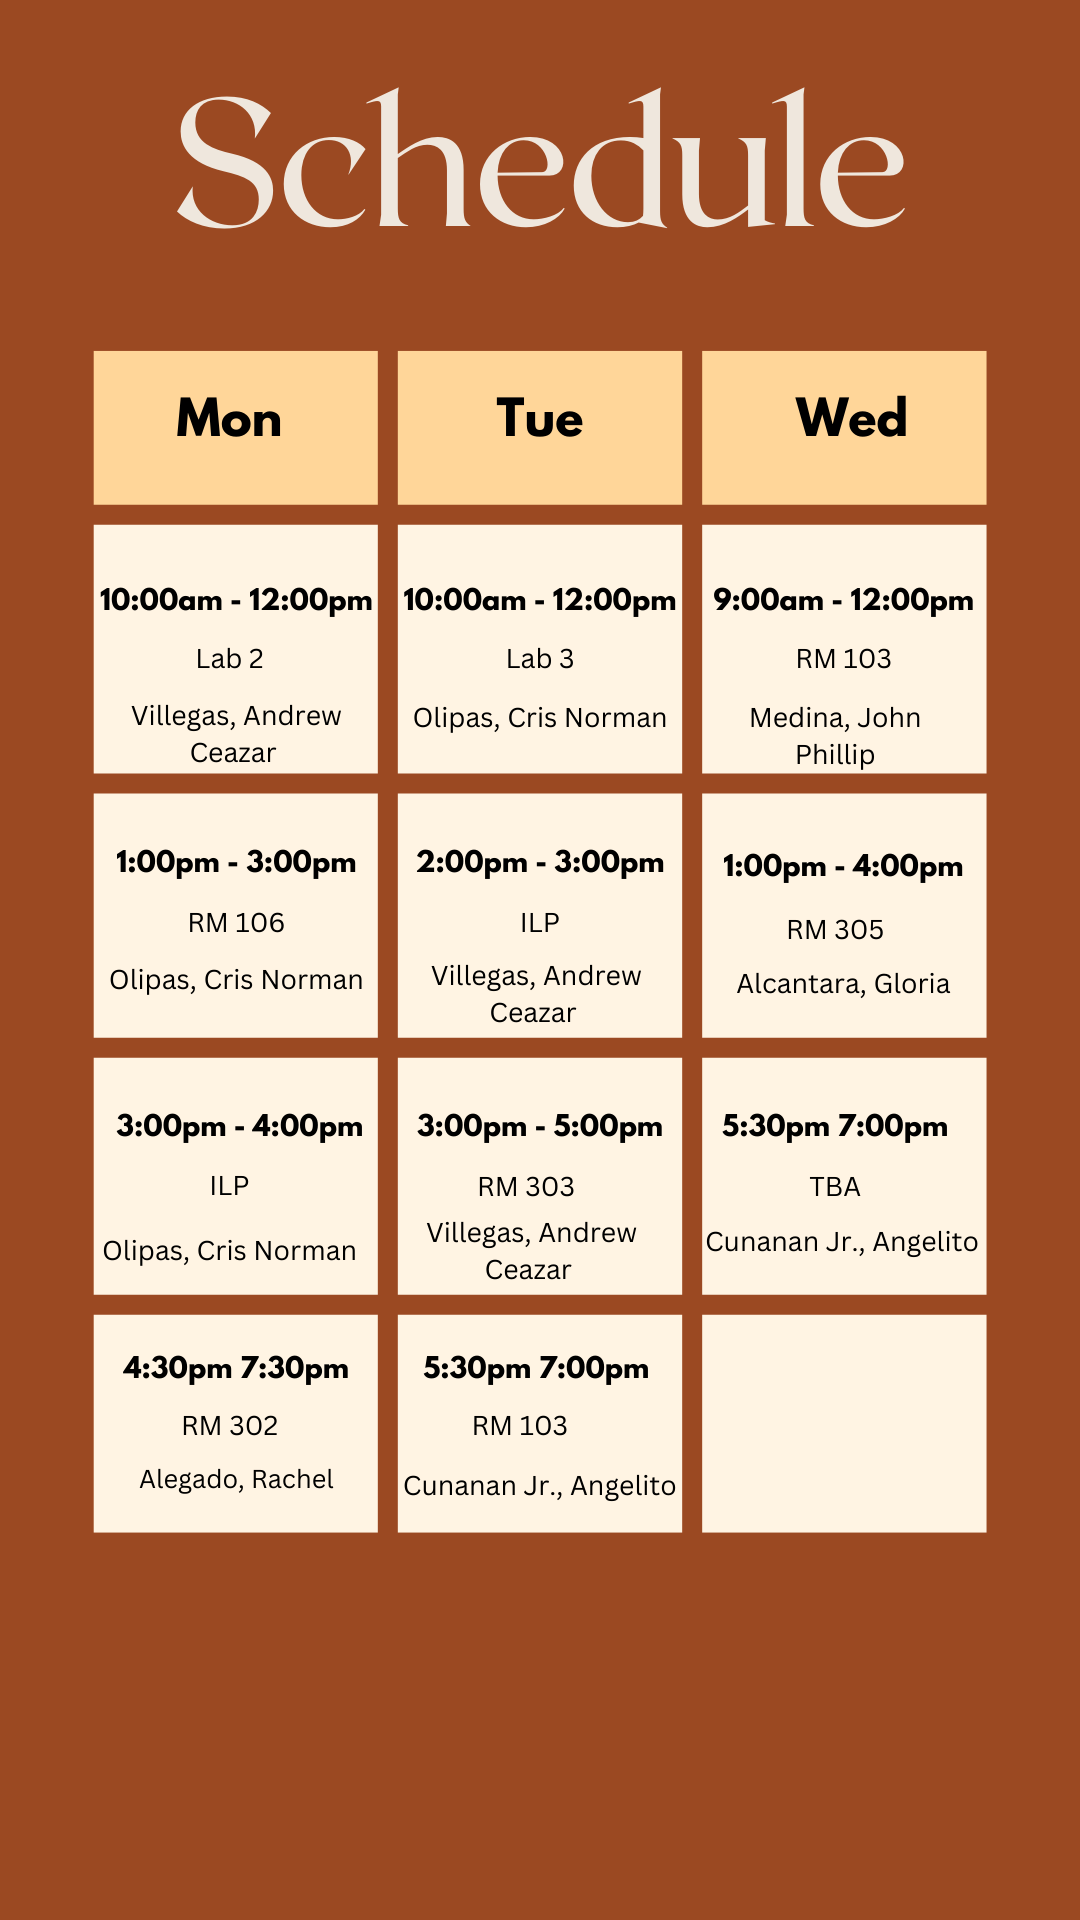 Schedule
Mon
Tue
Wed
10:00am - 12:00pm
Lab 2
Villegas, Andrew
Ceazar
10:00am - 12:00pm
Lab 3
Olipas, Cris Norman
9:00am - 12:00pm
RM 103
Medina, John
Phillip
1:00pm - 3:00pm
RM 106
Olipas, Cris Norman
2:00pm - 3:00pm
ILP
Villegas, Andrew
Ceazar
1:00pm - 4:00pm
RM 305
Alcantara, Gloria
3:00pm - 4:00pm
ILP
Olipas, Cris Norman
3:00pm - 5:00pm
RM 303
Villegas, Andrew
Ceazar
5:30pm 7:00pm
TBA
Cunanan Jr., Angelito
4:30pm 7:30pm
RM 302
Alegado, Rachel
5:30pm 7:00pm
RM 103
Cunanan Jr., Angelito